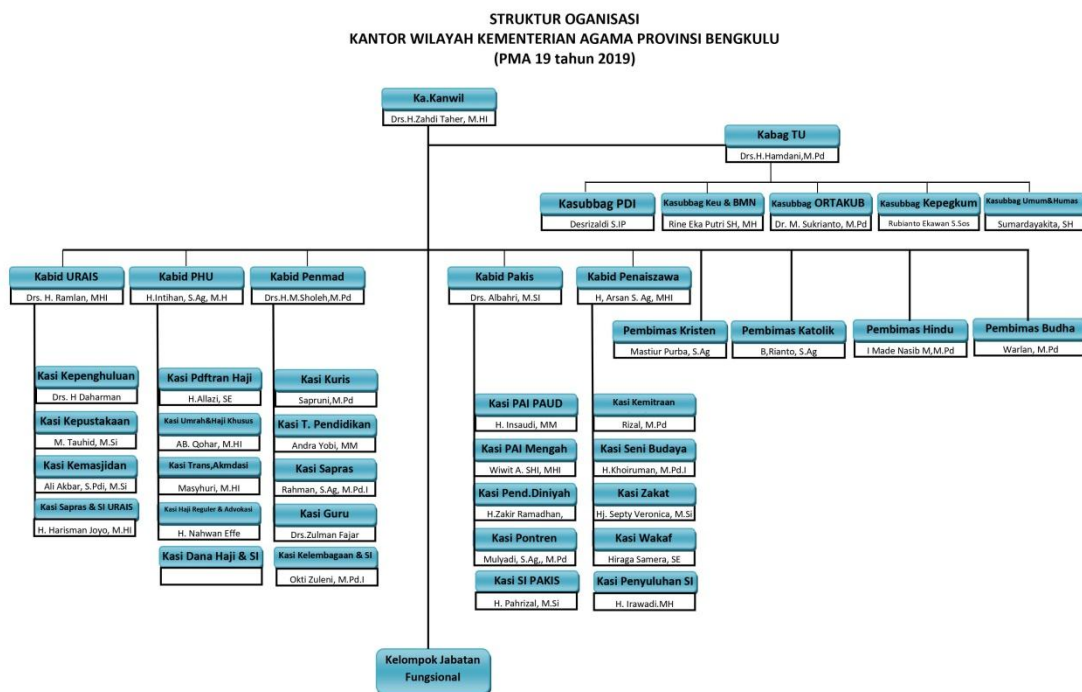 STRUKTUR OGANISASI
KANTOR WILAYAH KEMENTERIAN AGAMA PROVINSI BENGKULU
(PMA 19 tahun 2019)
Ka.Kanwil
Drs.H.Zahdi Taher, M.HI
Kabag TU
Drs.H.Hamdani,M.Pd
Kasubbag PDI
Desrizaldi S.IP
Kasubbag Keu & BMN
Rine Eka Putri SH, MH
Kasubbag ORTAKUB
Dr. M. Sukrianto, M.Pd
Kasubbag Kepegkum
Rubianto Ekawan S.Sos
Kasubbag Umum&Humas
Sumardayakita, SH
Kabid URAIS
Drs. H. Ramlan, MHI
Kabid PHU
H.Intihan, S.Ag, M.H
Kabid Penmad
Drs.H.M.Sholeh,M.Pd
Kabid Pakis
Drs. Albahri, M.SI
Kabid Penaiszawa
H, Arsan S. Ag, MHI
Pembimas Kristen
Mastiur Purba, S.Ag
Pembimas Katolik
B,Rianto, S.Ag
Pembimas Hindu
I Made Nasib M,M.Pd
Pembimas Budha
Warlan, M.Pd
Kasi Kepenghuluan
Drs. H Daharman
Kasi Kepustakaan
M. Tauhid, M.Si
Kasi Kemasjidan
Ali Akbar, S.Pdi, M.Si
Kasi Sapras & SI URAIS
H. Harisman Joyo, M.HI
Kasi Pdftran Haji
H.Allazi, SE
Kasi Umrah&Haji Khusus
AB. Qohar, M.HI
Kasi Trans,Akmdasi
Masyhuri, M.HI
Kasi Haji Reguler & Advokasi
H. Nahwan Effe
Kasi Dana Haji & SI
Kasi Kuris
Sapruni,M.Pd
Kasi T. Pendidikan
Andra Yobi, MM
Kasi Sapras
Rahman, S.Ag, M.Pd.I
Kasi Guru
Drs.Zulman Fajar
Kasi Kelembagaan & SI
Okti Zuleni, M.Pd.I
Kasi PAI PAUD
H. Insaudi, MM
Kasi PAI Mengah
Wiwit A. SHI, MHI
Kasi Pend.Diniyah
H.Zakir Ramadhan,
Kasi Pontren
Mulyadi, S.Ag,, M.Pd
Kasi SI PAKIS
H. Pahrizal, M.Si
Kasi Kemitraan
Rizal, M.Pd
Kasi Seni Budaya
H.Khoiruman, M.Pd.I
Kasi Zakat
Hj. Septy Veronica, M.Si
Kasi Wakaf
Hiraga Samera, SE
Kasi Penyuluhan SI
H. Irawadi.MH
Kelompok Jabatan
Fungsional